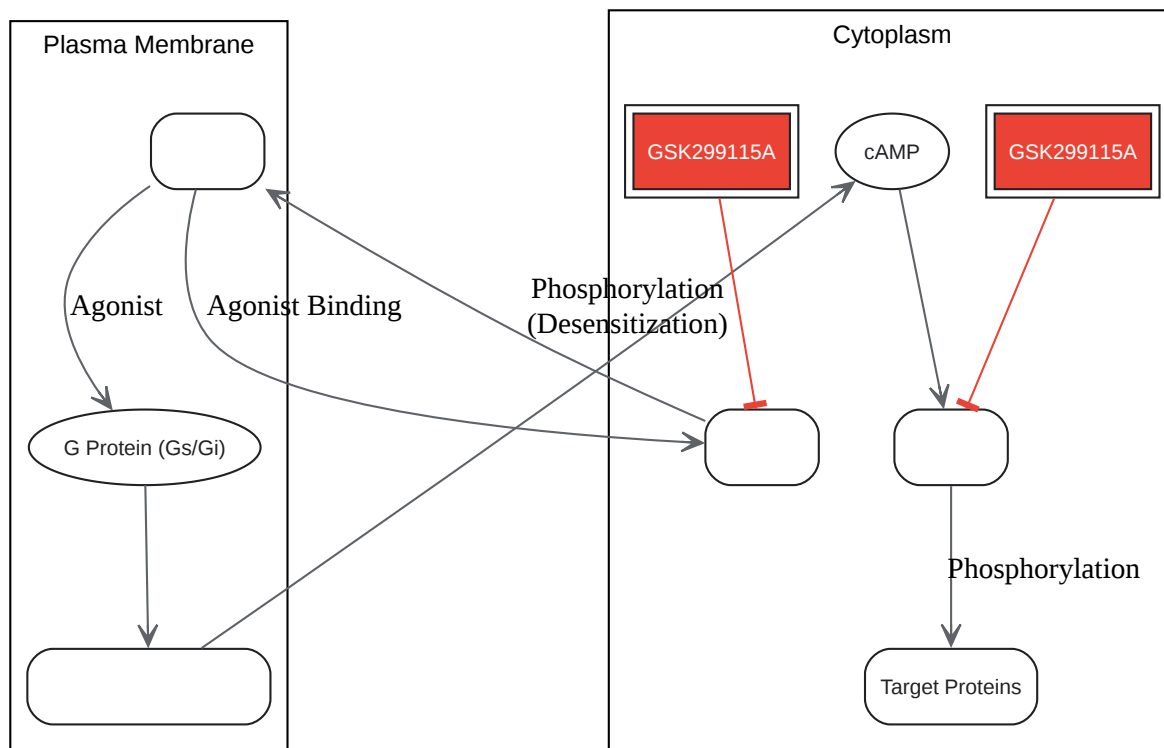 Plasma Membrane
Cytoplasm
GSK299115A
cAMP
GSK299115A
Agonist
Agonist Binding
Phosphorylation
(Desensitization)
G Protein (Gs/Gi)
Phosphorylation
Target Proteins